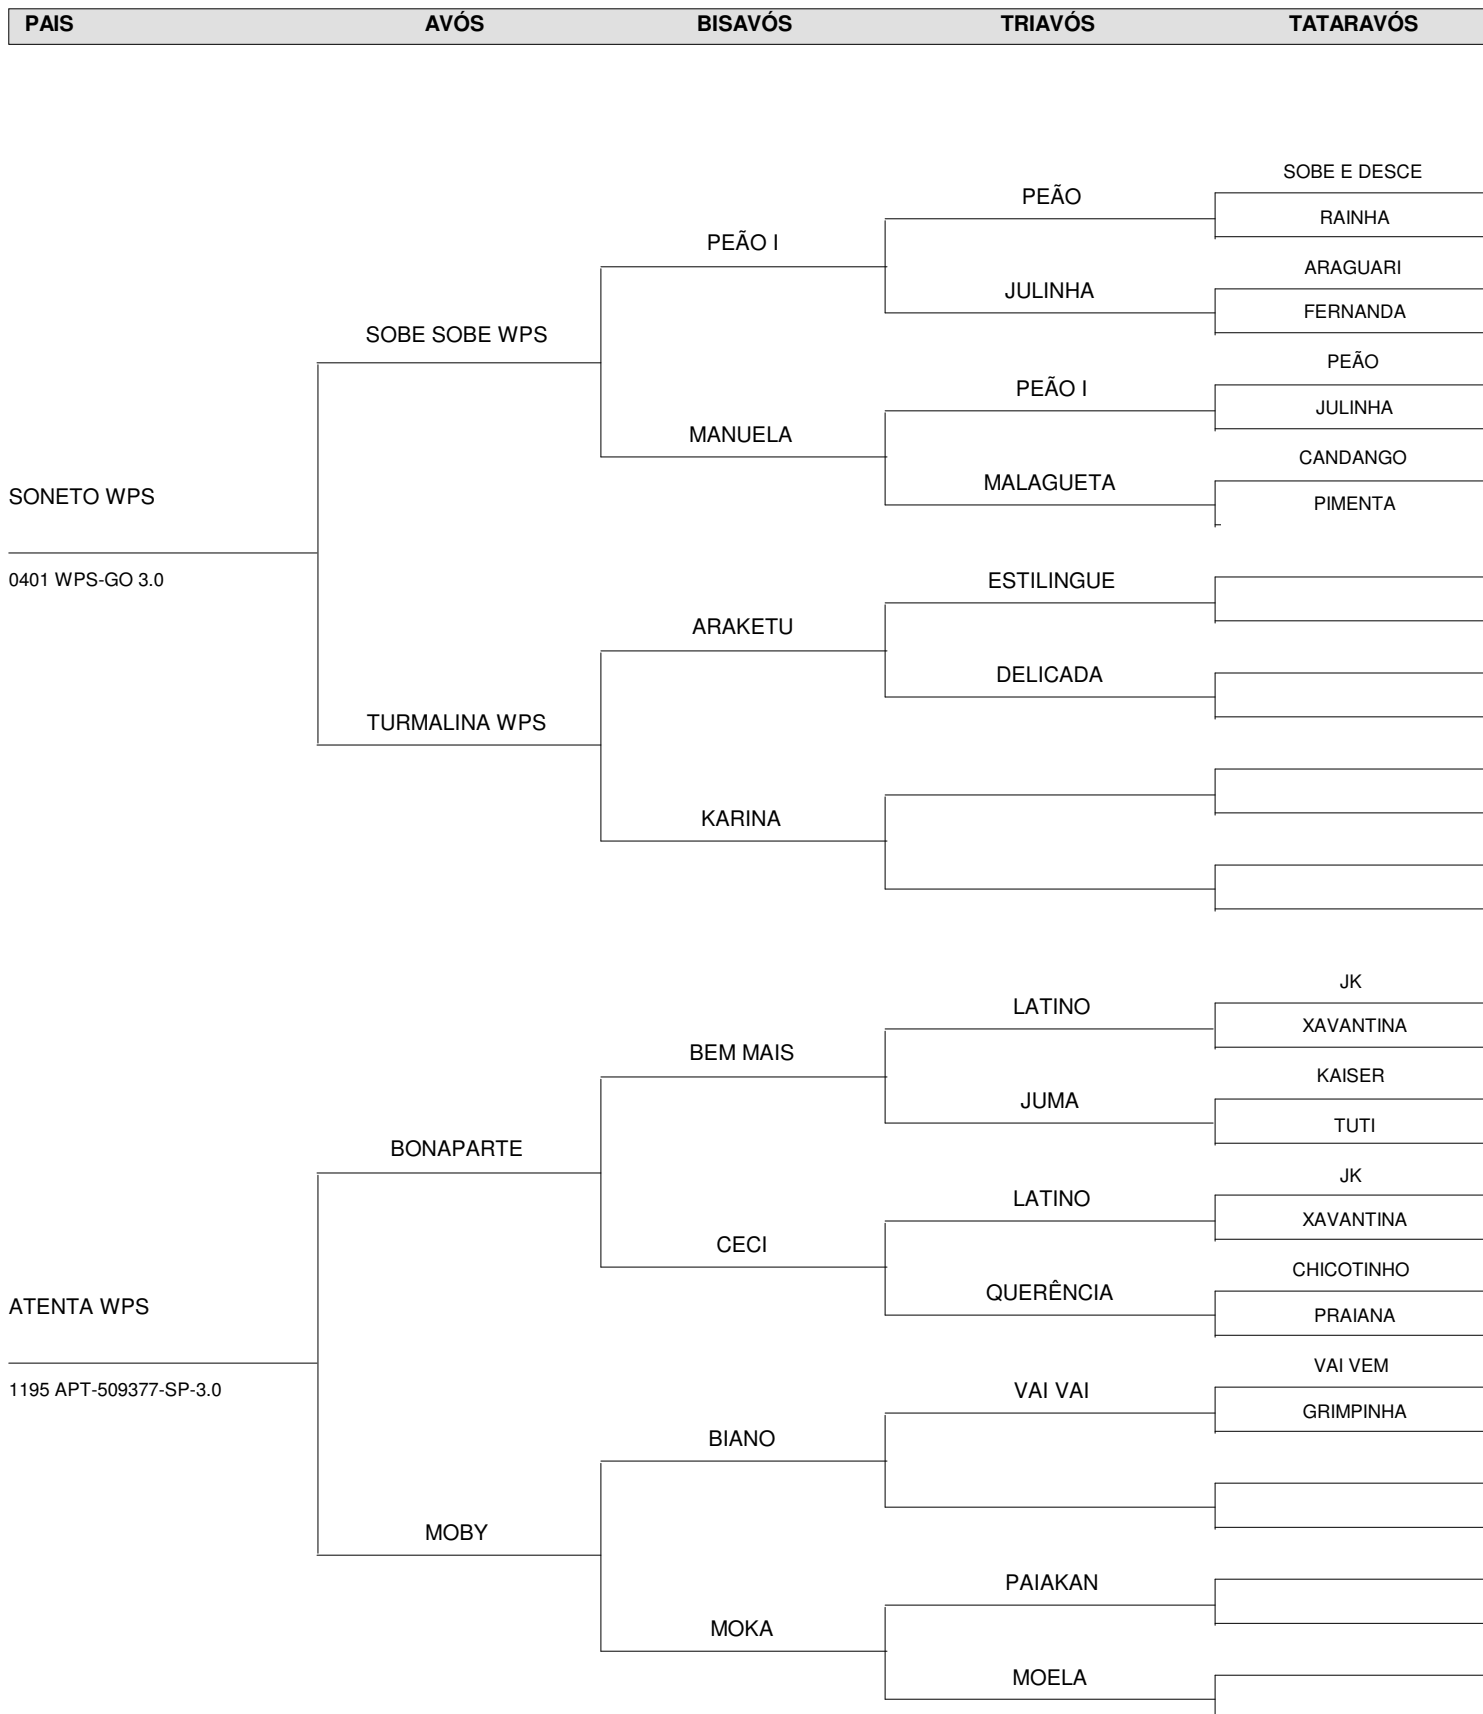 PAIS AVÓS BISAVÓS TRIAVÓS TATARAVÓS
SOBE E DESCE
PEÃO
RAINHA
PEÃO I
ARAGUARI
JULINHA
FERNANDA
SOBE SOBE WPS
PEÃO
PEÃO I
JULINHA
MANUELA
CANDANGO
MALAGUETA
SONETO WPS
PIMENTA
0401 WPS-GO 3.0
ESTILINGUE
ARAKETU
DELICADA
TURMALINA WPS
KARINA
JK
LATINO
XAVANTINA
BEM MAIS
KAISER
JUMA
TUTI
BONAPARTE
JK
LATINO
XAVANTINA
CECI
CHICOTINHO
QUERÊNCIA
ATENTA WPS
PRAIANA
VAI VEM
1195 APT-509377-SP-3.0
VAI VAI
GRIMPINHA
BIANO
MOBY
PAIAKAN
MOKA
MOELA